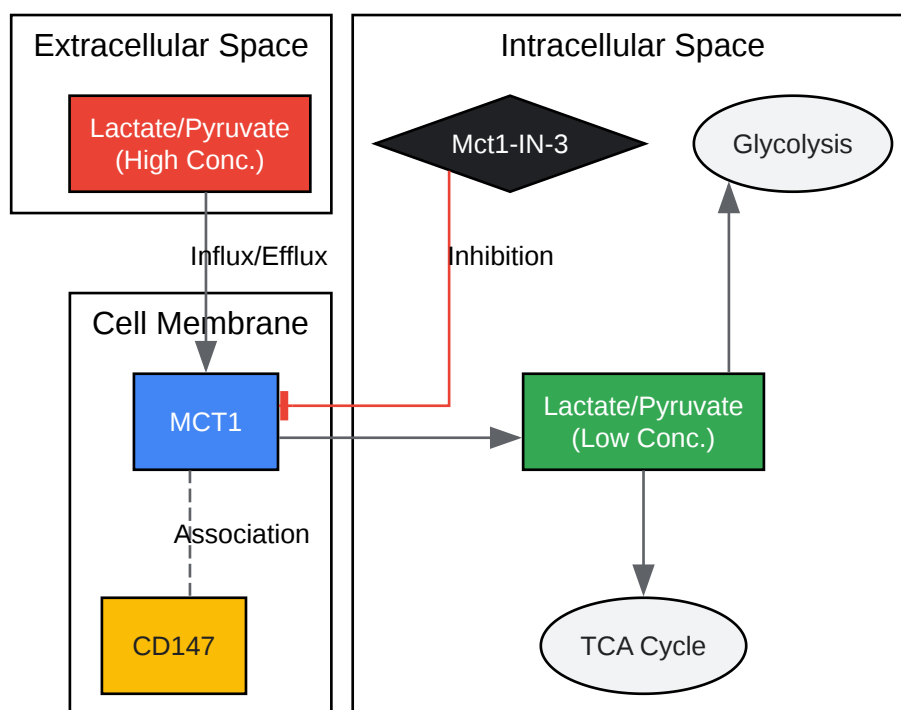 Extracellular Space
Lactate/Pyruvate
(High Conc.)
Influx/Efflux
Cell Membrane
MCT1
Association
CD147
Intracellular Space
Mct1-IN-3
Glycolysis
Inhibition
Lactate/Pyruvate
(Low Conc.)
TCA Cycle